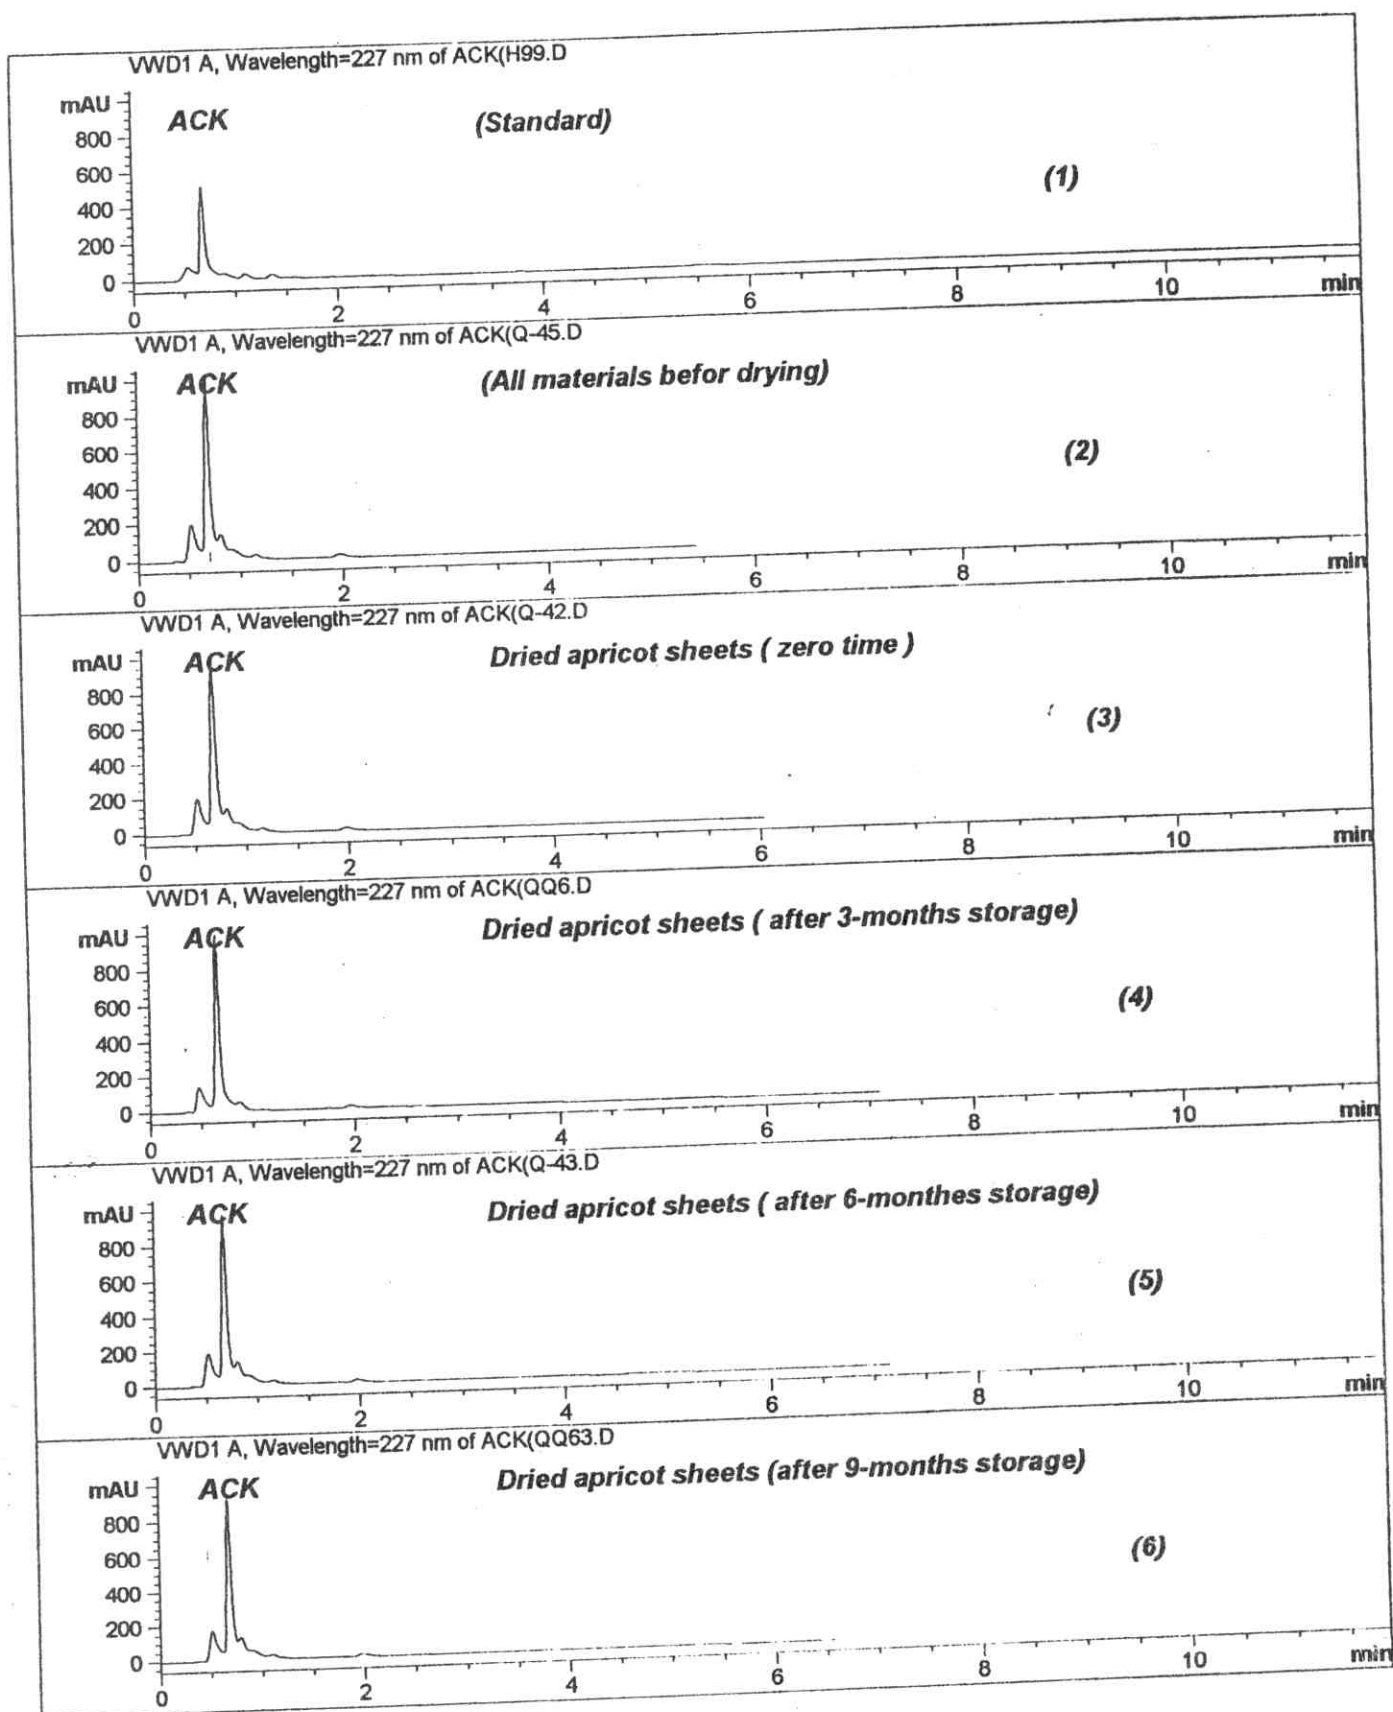 VWD1 A, Wavelength=227 nm of ACK(H99.D
mAU
ACK
(Standard)
(1)
800
600
400
200
0
0 2 4 6 8 10 min
VWD1 A, Wavelength=227 nm of ACK(Q-45.D
mAU
ACK
(All materials befor drying)
(2)
800
600
400
200
0
0 2 4 6 8 10 min
VWD1 A, Wavelength=227 nm of ACK(Q-42.D
mAU
ACK
Dried apricot sheets ( zero time )
(3)
800
600
400
200
0
0 2 4 6 8 10 min
VWD1 A, Wavelength=227 nm of ACK(QQ6.D
mAU
ACK
Dried apricot sheets ( after 3-months storage)
(4)
800
600
400
200
0
0 2 4 6 8 10 min
VWD1 A, Wavelength=227 nm of ACK(Q-43.D
mAU
ACK
Dried apricot sheets ( after 6-monthes storage)
(5)
800
600
400
200
0
0 2 4 6 8 10 min
VWD1 A, Wavelength=227 nm of ACK(QQ63.D
mAU
ACK
Dried apricot sheets (after 9-months storage)
(6)
800
600
400
200
0
0 2 4 6 8 10 min